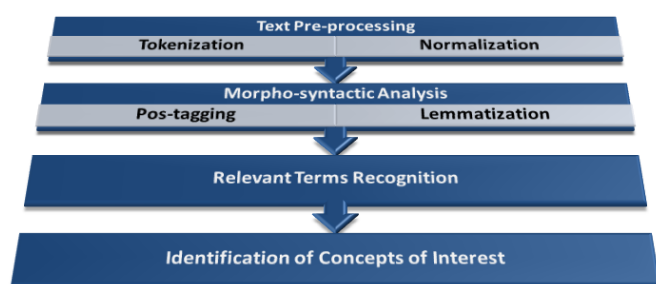 Text Pre-processing
Tokenization Normalization
Morpho-syntactic Analysis
Pos-tagging Lemmatization
Relevant Terms Recognition
Identification of Concepts of Interest